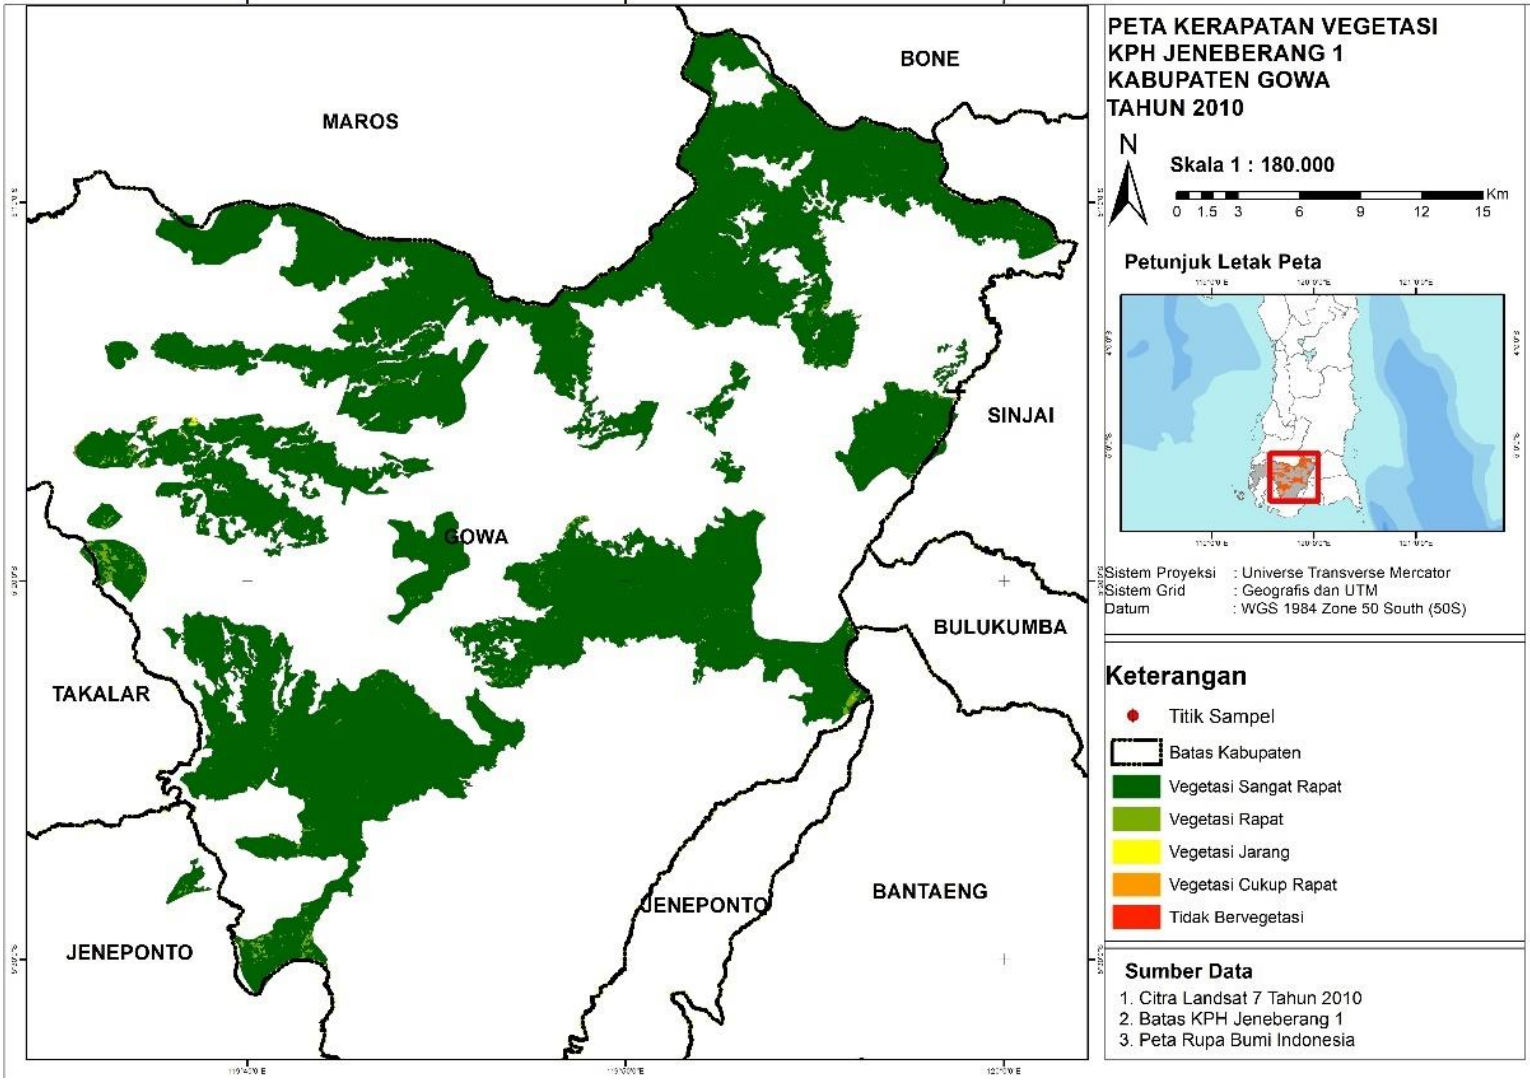 PETA KERAPATAN VEGETASI
KPH JENEBERANG 1
KABUPATEN GOWA
TAHUN 2010
N
Skala 1 : 180.000
Km
0 1.5 3 6 9 12 15
Petunjuk Letak Peta
120°0'0"E
Sistem Proyeksi : Universe Transverse Mercator
Sistem Grid : Geografis dan UTM
Datum : WGS 1984 Zone 50 South (50S)
Keterangan
Titik Sampel
Batas Kabupaten
Vegetasi Sangat Rapat
Vegetasi Rapat
Vegetasi Jarang
Vegetasi Cukup Rapat
Tidak Bervegetasi
Sumber Data
1. Citra Landsat 7 Tahun 2010
2. Batas KPH Jeneberang 1
3. Peta Rupa Bumi Indonesia
BONE
MAROS
SINJAI
GOWA
BULUKUMBA
TAKALAR
BANTAENG
JENEPONTO
JENEPONTO